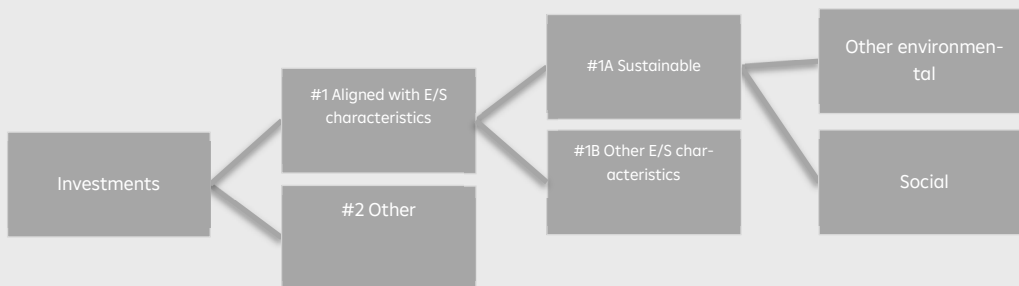 Investments
#1 Aligned with E/S
characteristics
#2 Other
#1A Sustainable
#1B Other E/S char-
acteristics
Other environmen-
tal
Social